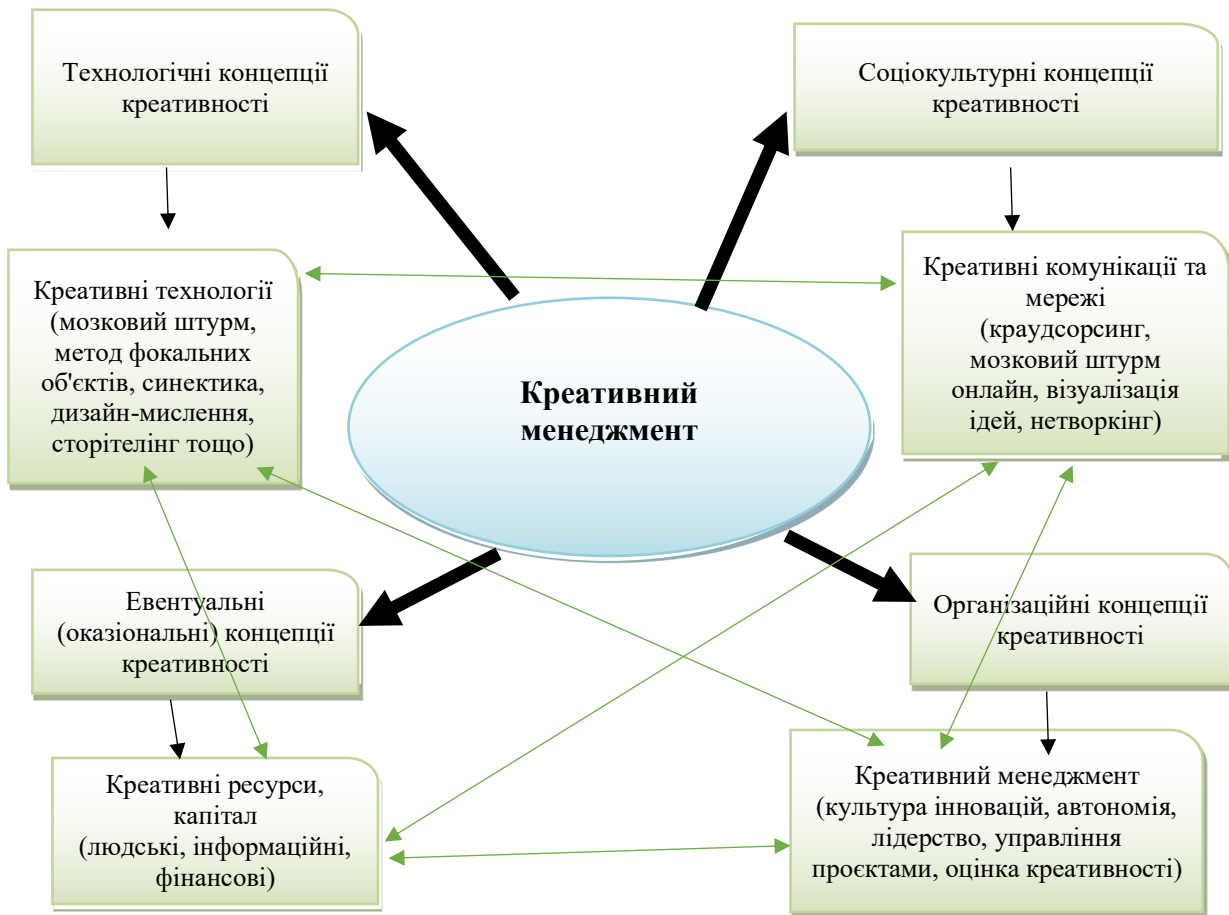 Технологічні концепції
креативності
Соціокультурні концепції
креативності
Креативні технології
(мозковий штурм,
метод фокальних
об'єктів, синектика,
дизайн-мислення,
сторітелінг тощо)
Креативні комунікації та
мережі
(краудсорсинг,
мозковий штурм
онлайн, візуалізація
ідей, нетворкінг)
Креативний
менеджмент
Евентуальні
(оказіональні) концепції
креативності
Організаційні концепції
креативності
Креативні ресурси,
капітал
(людські, інформаційні,
фінансові)
Креативний менеджмент
(культура інновацій, автономія,
лідерство, управління
проєктами, оцінка креативності)